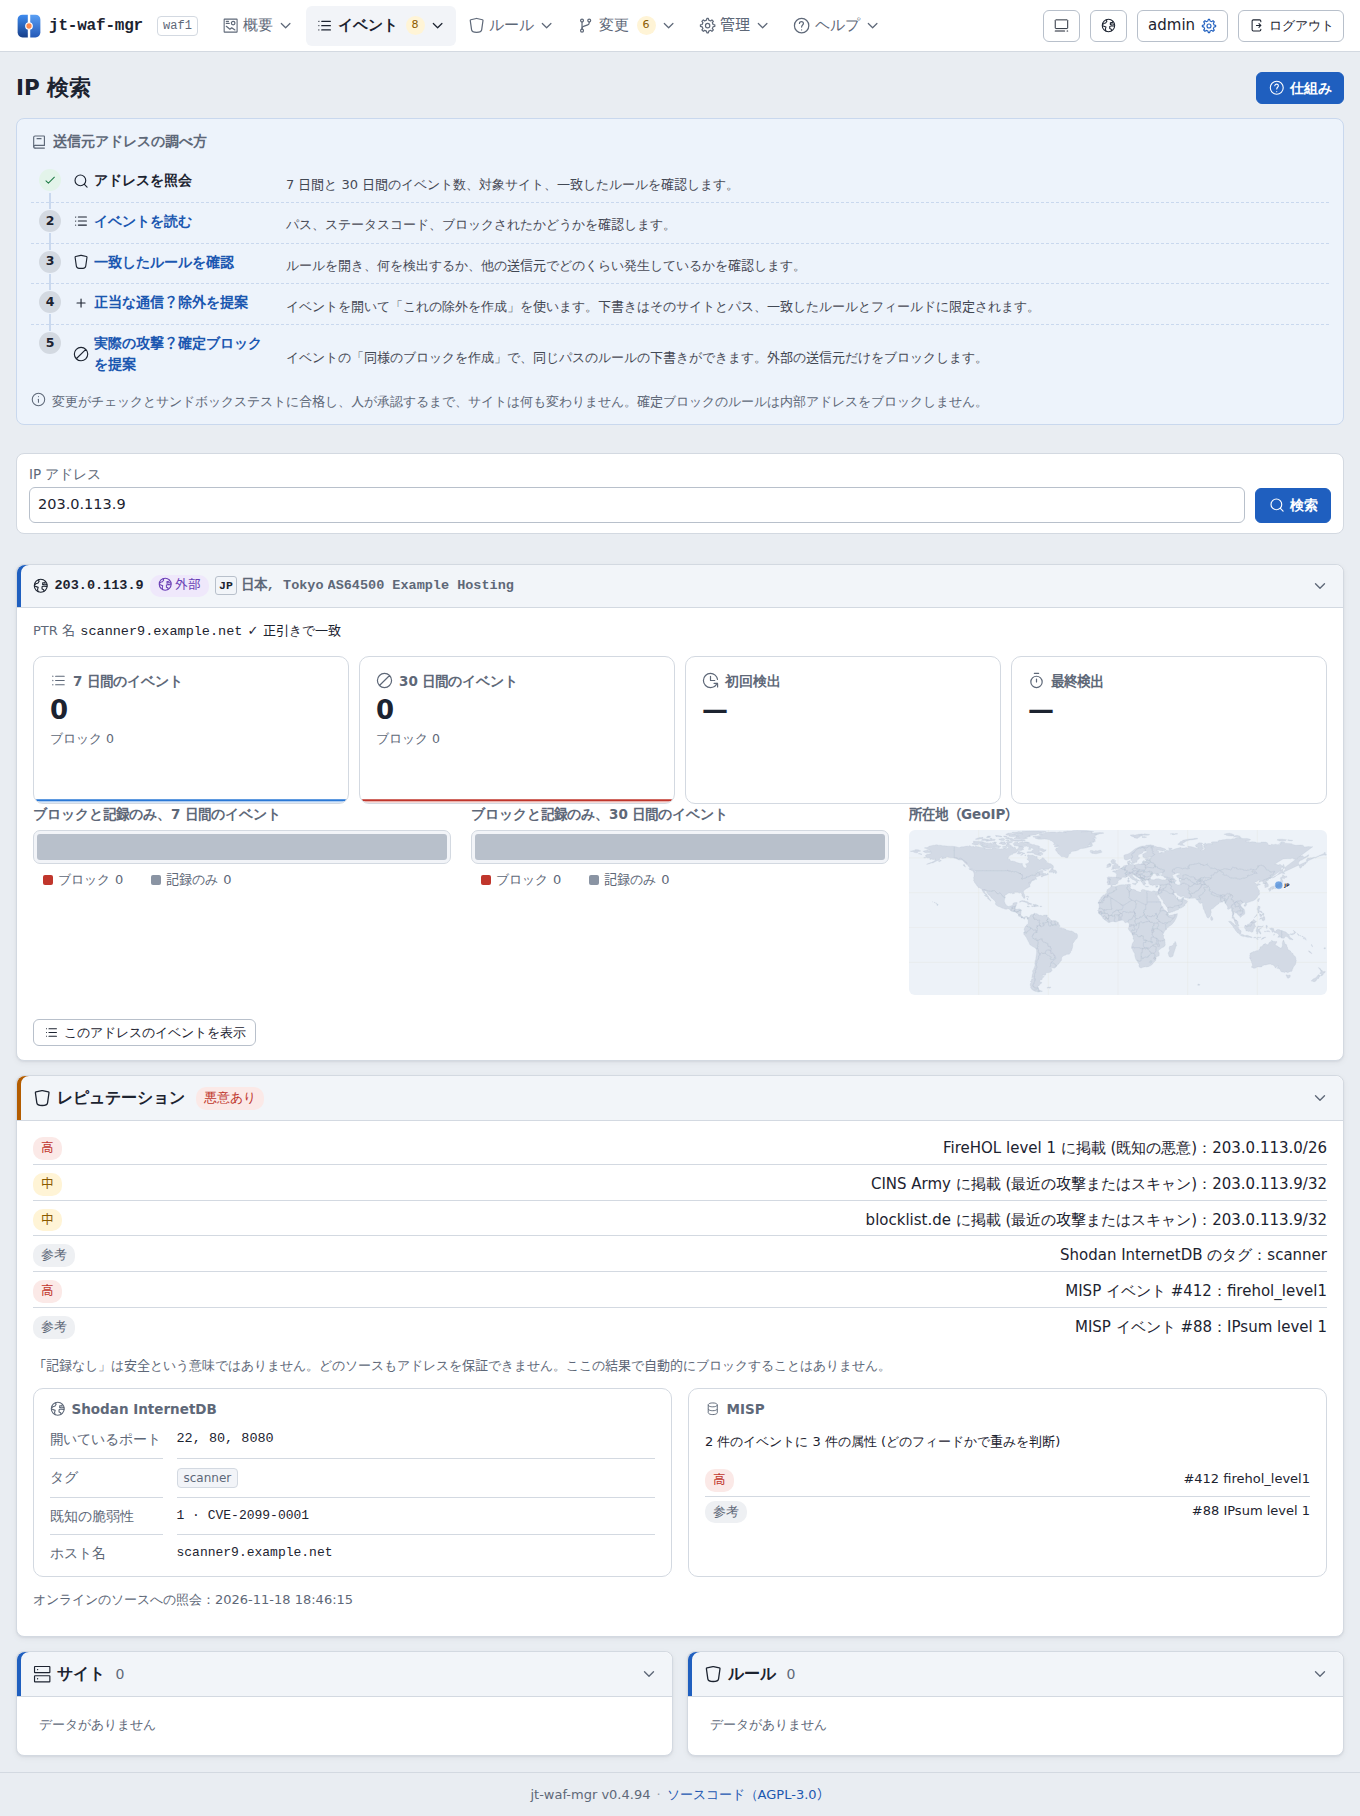 jt-waf-mgr waf1 概要 イベント 8 ルール 変更 6 管理 ヘルプ admin ログアウト
IP 検索 仕組み
送信元アドレスの調べ方
アドレスを照会 7 日間と 30 日間のイベント数、対象サイト、一致したルールを確認します。
2 イベントを読む パス、ステータスコード、ブロックされたかどうかを確認します。
3 一致したルールを確認 ルールを開き、何を検出するか、他の送信元でどのくらい発生しているかを確認します。
4 正当な通信？除外を提案 イベントを開いて「これの除外を作成」を使います。下書きはそのサイトとパス、一致したルールとフィールドに限定されます。
5 実際の攻撃？確定ブロックを提案 イベントの「同様のブロックを作成」で、同じパスのルールの下書きができます。外部の送信元だけをブロックします。
変更がチェックとサンドボックステストに合格し、人が承認するまで、サイトは何も変わりません。確定ブロックのルールは内部アドレスをブロックしません。
IP アドレス
203.0.113.9 検索
203.0.113.9 外部 JP 日本, Tokyo AS64500 Example Hosting
PTR 名 scanner9.example.net ✓ 正引きで一致
7 日間のイベント 30 日間のイベント 初回検出 最終検出
0 0 — —
ブロック 0 ブロック 0
ブロックと記録のみ、7 日間のイベント ブロックと記録のみ、30 日間のイベント 所在地（GeoIP）
ブロック 0 記録のみ 0 ブロック 0 記録のみ 0
JP
このアドレスのイベントを表示
レピュテーション 悪意あり
高 FireHOL level 1 に掲載 (既知の悪意)：203.0.113.0/26
中 CINS Army に掲載 (最近の攻撃またはスキャン)：203.0.113.9/32
中 blocklist.de に掲載 (最近の攻撃またはスキャン)：203.0.113.9/32
参考 Shodan InternetDB のタグ：scanner
高 MISP イベント #412：firehol_level1
参考 MISP イベント #88：IPsum level 1
「記録なし」は安全という意味ではありません。どのソースもアドレスを保証できません。ここの結果で自動的にブロックすることはありません。
Shodan InternetDB
開いているポート 22, 80, 8080
タグ scanner
既知の脆弱性 1 · CVE-2099-0001
ホスト名 scanner9.example.net
MISP
2 件のイベントに 3 件の属性 (どのフィードかで重みを判断)
高 #412 firehol_level1
参考 #88 IPsum level 1
オンラインのソースへの照会：2026-11-18 18:46:15
サイト 0
データがありません
ルール 0
データがありません
jt-waf-mgr v0.4.94 · ソースコード（AGPL-3.0）